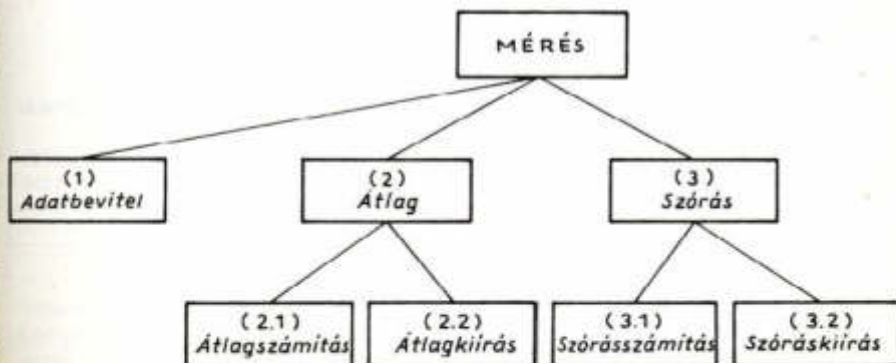 MÉRÉS
(1)
Adatbevitel
(2)
Átlag
(3)
Szórás
(2.1)
Átlagszámítás
(2.2)
Átlagkiírás
(3.1)
Szórásszámítás
(3.2)
Szóráskiírás